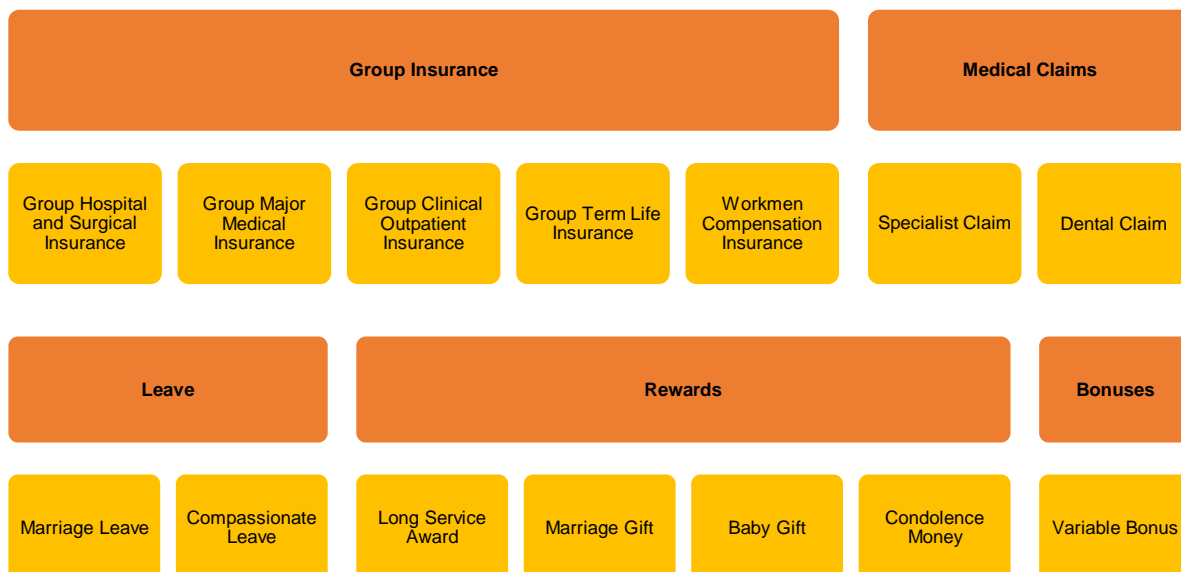 Group Insurance
Medical Claims
Group Hospital
and Surgical
Insurance
Group Major
Medical
Insurance
Group Clinical
Outpatient
Insurance
Group Term Life
Insurance
Workmen
Compensation
Insurance
Specialist Claim
Dental Claim
Leave
Rewards
Bonuses
Marriage Leave
Compassionate
Leave
Long Service
Award
Marriage Gift
Baby Gift
Condolence
Money
Variable Bonus